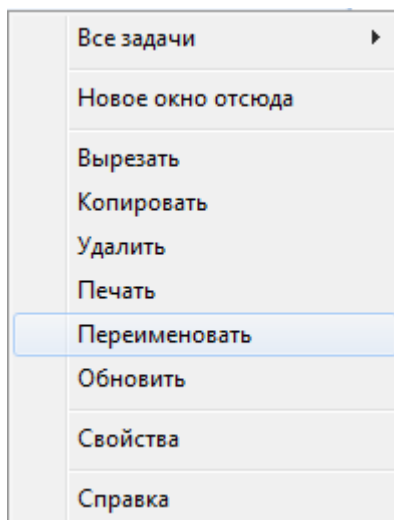 Все задачи
Новое окно отсюда
Вырезать
Копировать
Удалить
Печать
Переименовать
Обновить
Свойства
Справка